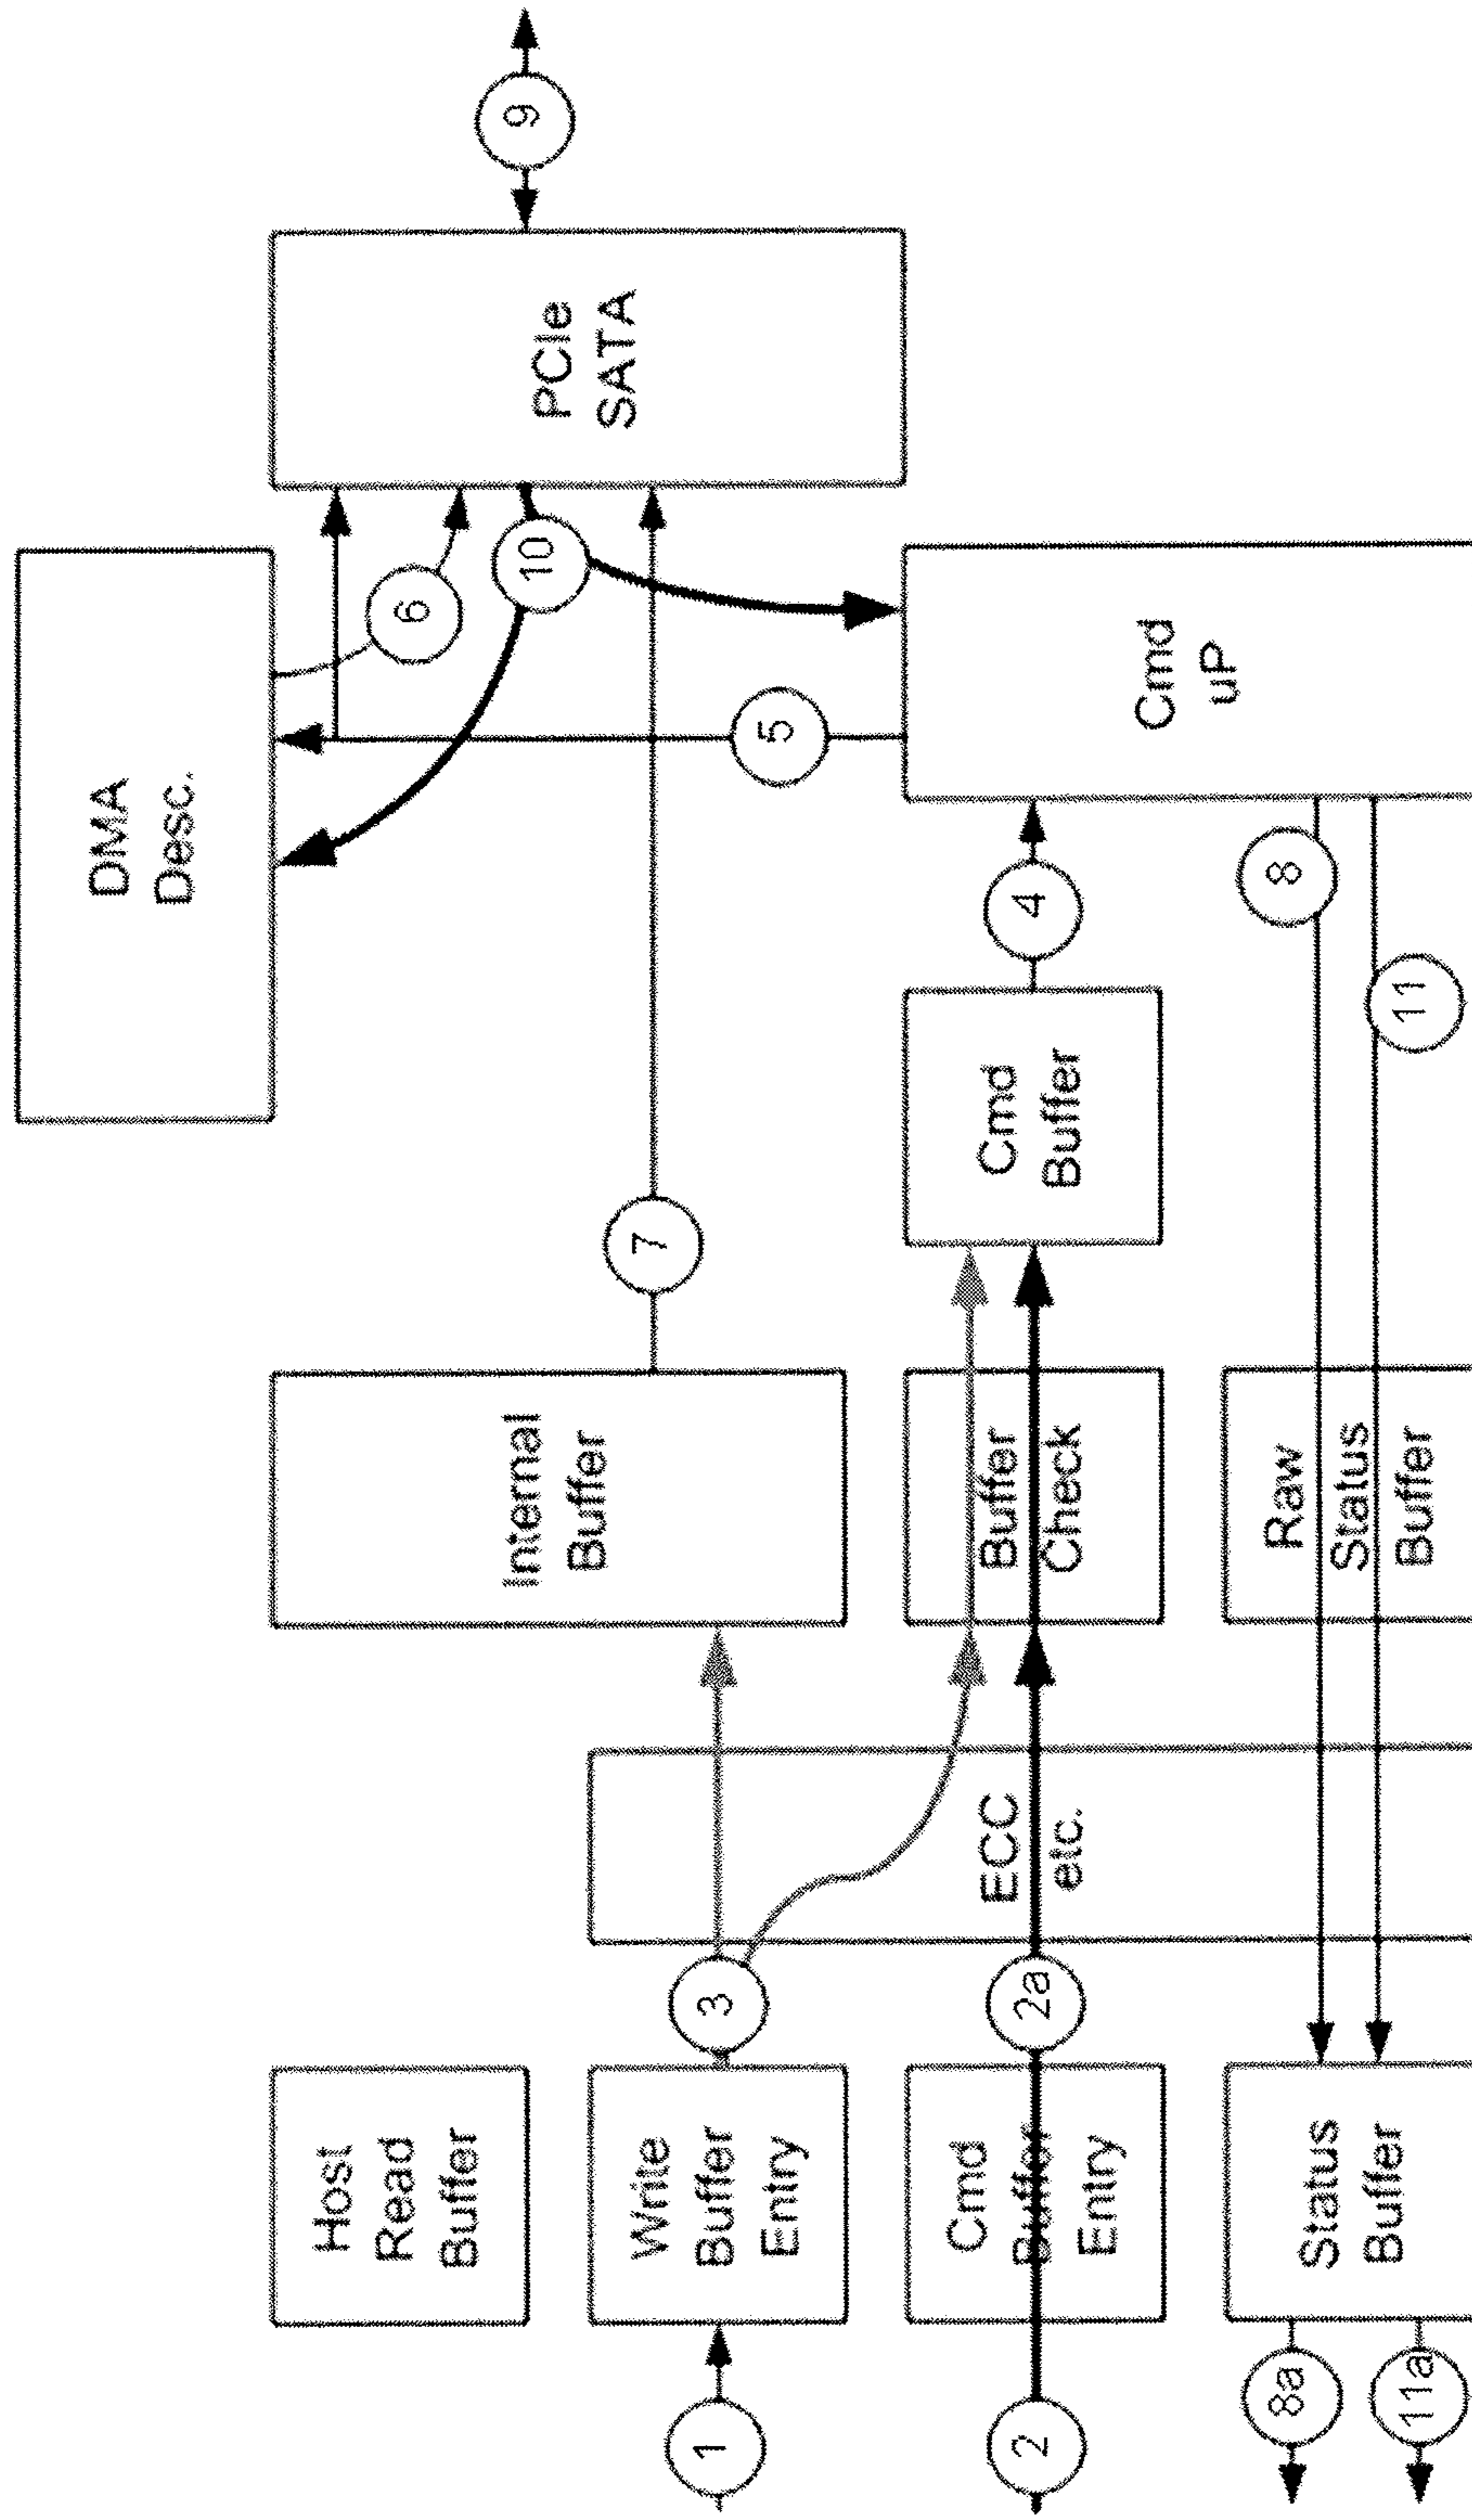 DMA
Desc.
9
6
10
PCIe
SATA
5
7
Internal
Buffer
Host
Read
Buffer
3
Write
Buffer
Entry
1
Cmd
uP
4
Cmd
Buffer
Buffer
Check
ECC
etc.
2a
Cmd
Buffer
Entry
2
8
11
Raw
Status
Buffer
Status
Buffer
8a
11a